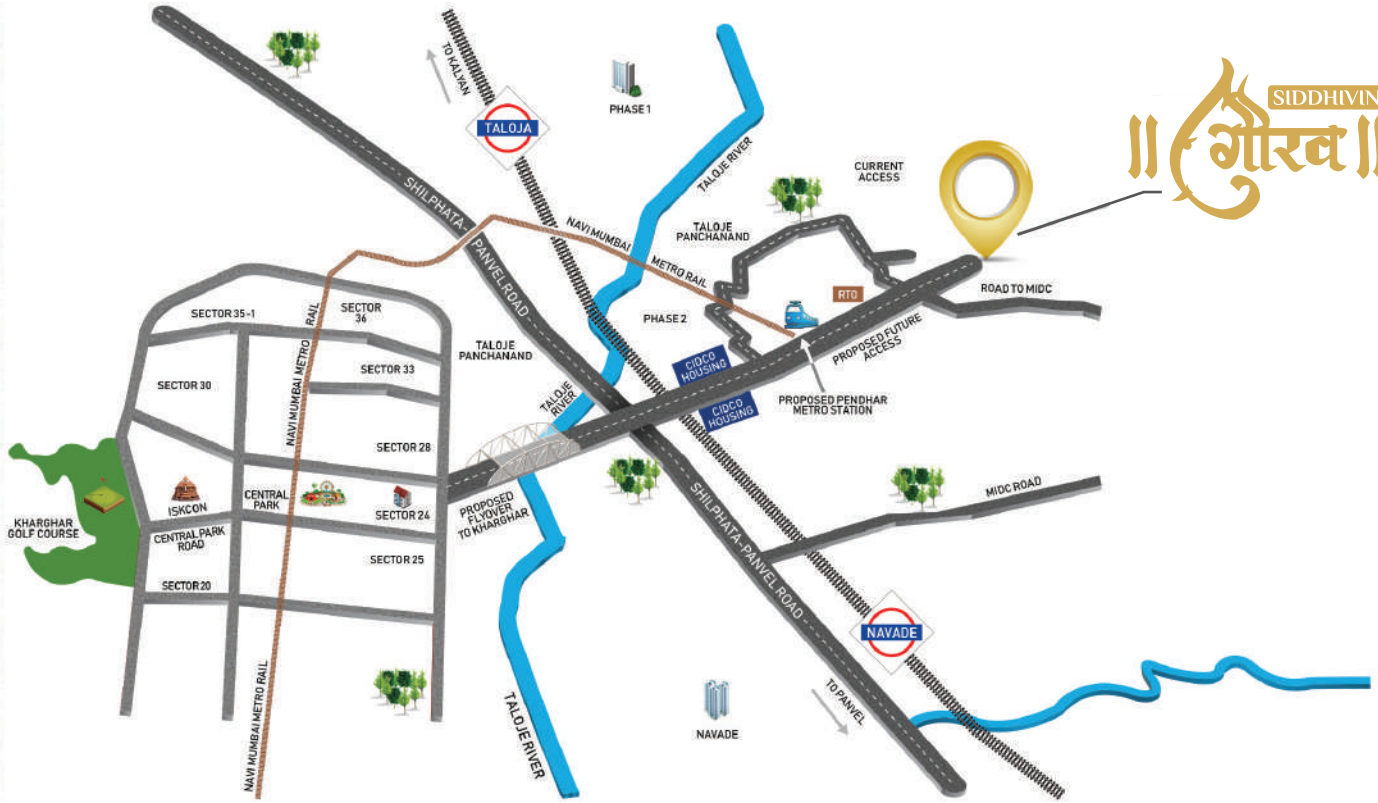 TO KALYAN
TALOJA
PHASE 1
TALOJE RIVER
CURRENT
ACCESS
|| गौरव ||
SHILPHATA-
PANVEL ROAD
NAVI MUMBAI
METRO RAIL
TALOJE
PANCHANAND
RTO
ROAD TO MIDC
PHASE 2
PROPOSED FUTURE
ACCESS
SECTOR 35-1
SECTOR
36
NAVI MUMBAI METRO RAIL
TALOJE
PANCHANAND
SECTOR 33
SECTOR 30
CIDCO
HOUSING
CIDCO
HOUSING
PROPOSED PENDHAR
METRO STATION
TALOJE
RIVER
SECTOR 28
KHARGHAR
GOLF COURSE
ISKCON
CENTRAL
PARK
SECTOR 24
CENTRAL PARK
ROAD
PROPOSED
FLYOVER
TO KHARGHAR
MIDC ROAD
SHILPHATA-PANVEL ROAD
SECTOR 25
SECTOR 20
NAVADE
NAVI MUMBAI METRO RAIL
TALOJE RIVER
NAVADE
TO PANVEL